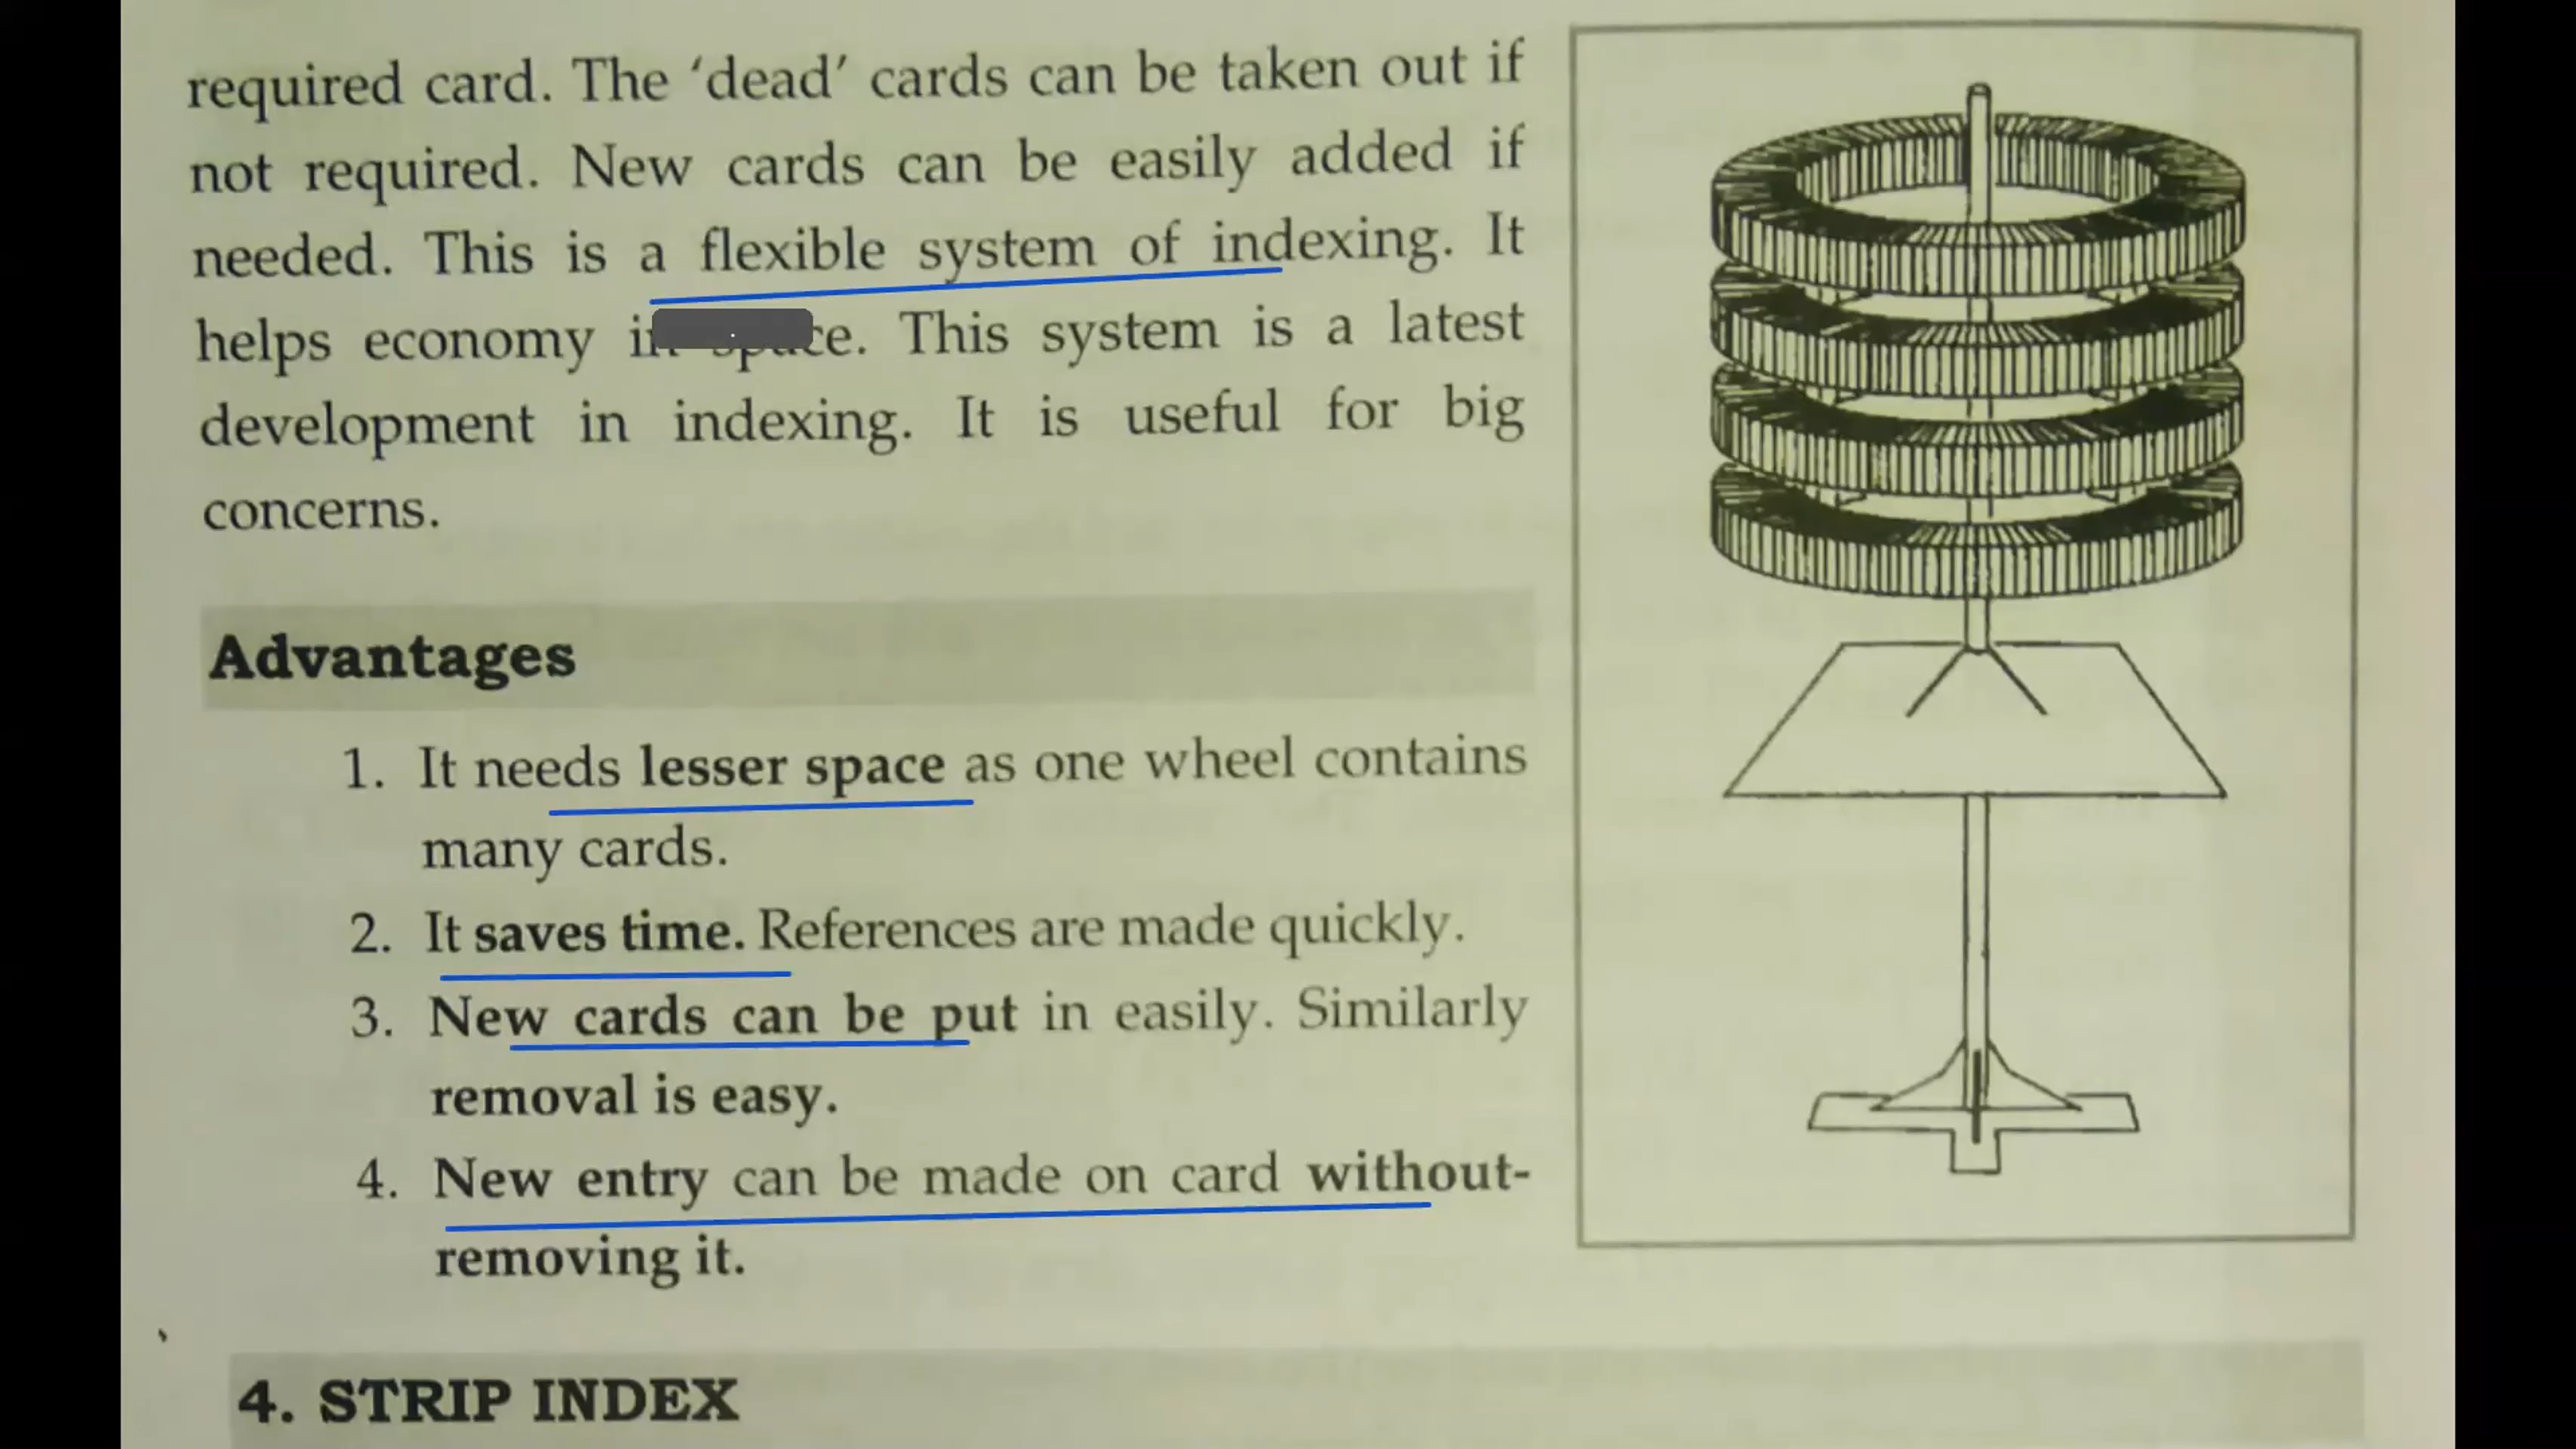 required card. The ‘dead’ cards can be taken out if
not required. New cards can be easily added if
needed. This is a flexible system of indexing. It
helps economy in space. This system is a latest
development in indexing. It is useful for big
concerns.
Advantages
1. It needs lesser space as one wheel contains
many cards.
2. It saves time. References are made quickly.
3. New cards can be put in easily. Similarly
removal is easy.
4. New entry can be made on card without-
removing it.
4. STRIP INDEX